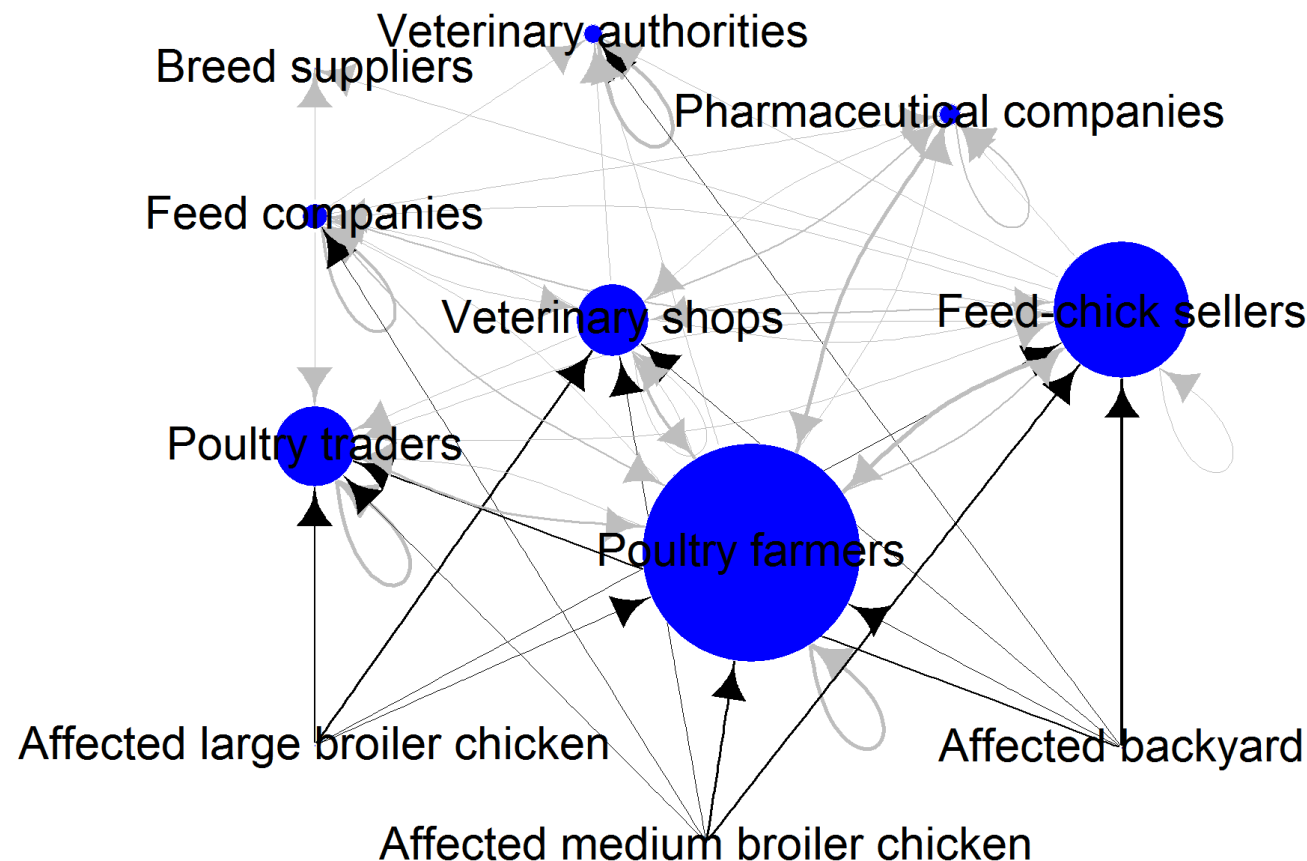 Veterinary authorities
Breed suppliers
Pharmaceutical companies
Feed companies
Veterinary shops
Feed-chick sellers
Poultry traders
Poultry farmers
Affected large broiler chicken
Affected backyard
Affected medium broiler chicken